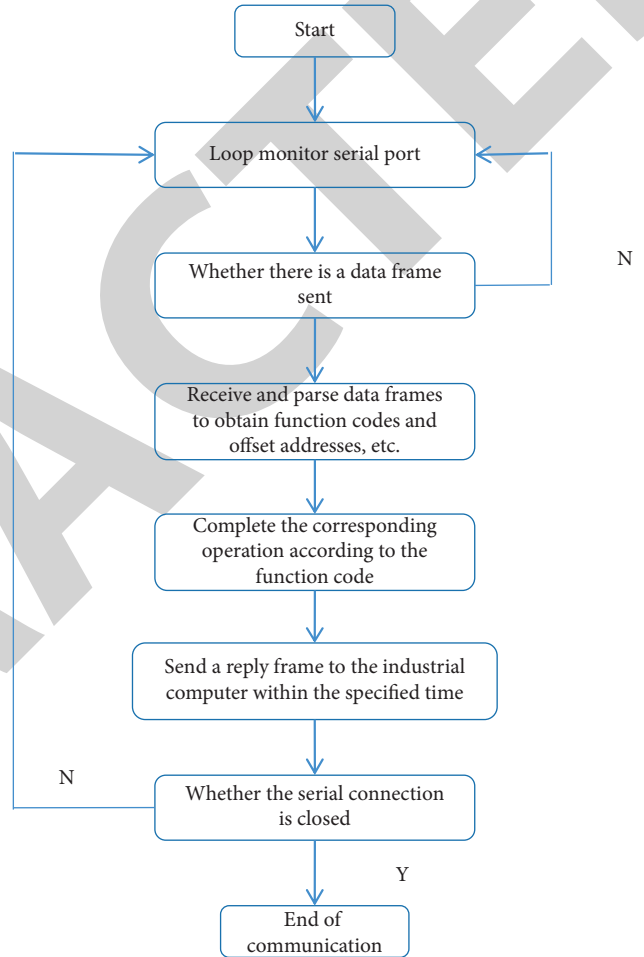 Start
Loop monitor serial port
Whether there is a data frame
sent
N
Receive and parse data frames
to obtain function codes and
offset addresses, etc.
Complete the corresponding
operation according to the
function code
Send a reply frame to the industrial
computer within the specified time
N
Whether the serial connection
is closed
Y
End of
communication